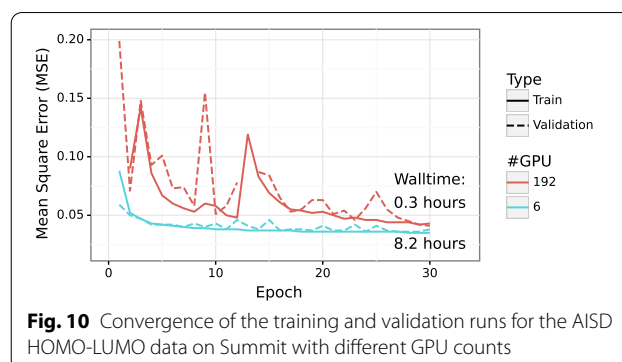 0.20
0.15
0.10
0.05
Mean Square Error (MSE)
0
10
20
30
Epoch
Walltime:
0.3 hours
8.2 hours
Type
Train
Validation
#GPU
192
6
Fig. 10 Convergence of the training and validation runs for the AISD
HOMO-LUMO data on Summit with different GPU counts